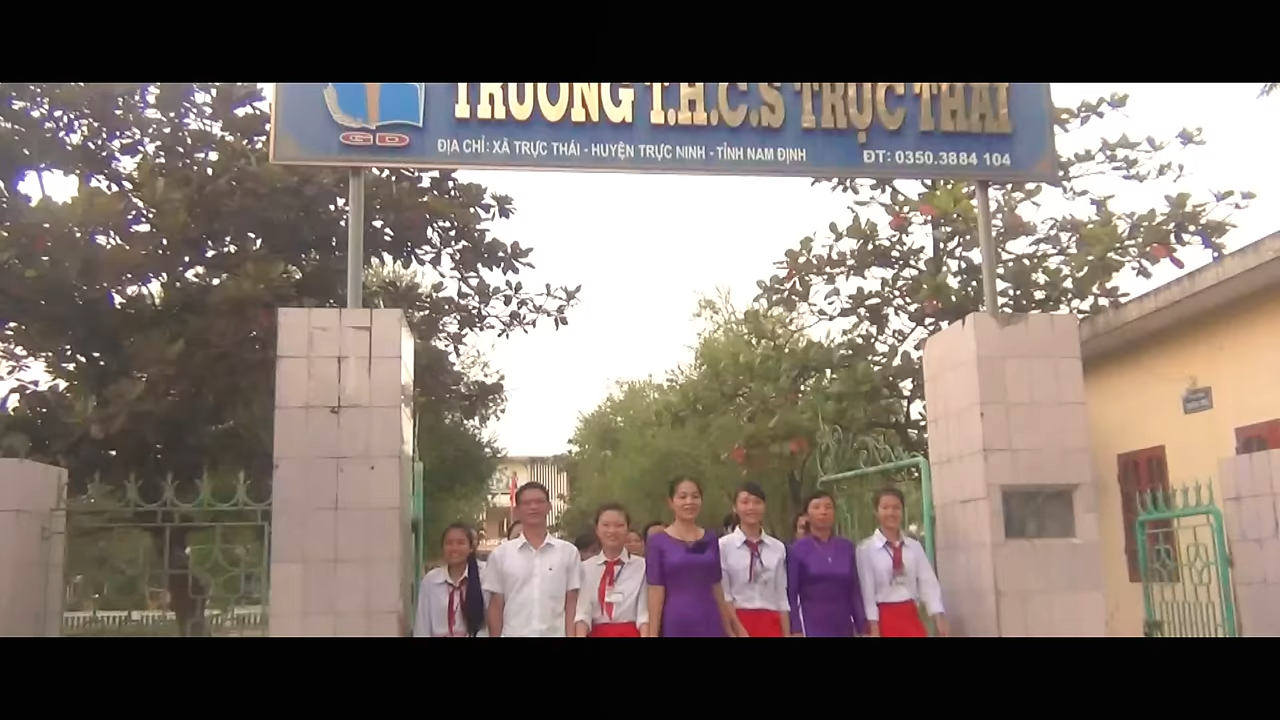 TRƯỜNG T.H.C.S TRỰC THÁI
GD
ĐỊA CHỈ: XÃ TRỰC THÁI - HUYỆN TRỰC NINH - TỈNH NAM ĐỊNH
ĐT: 0350.3884 104